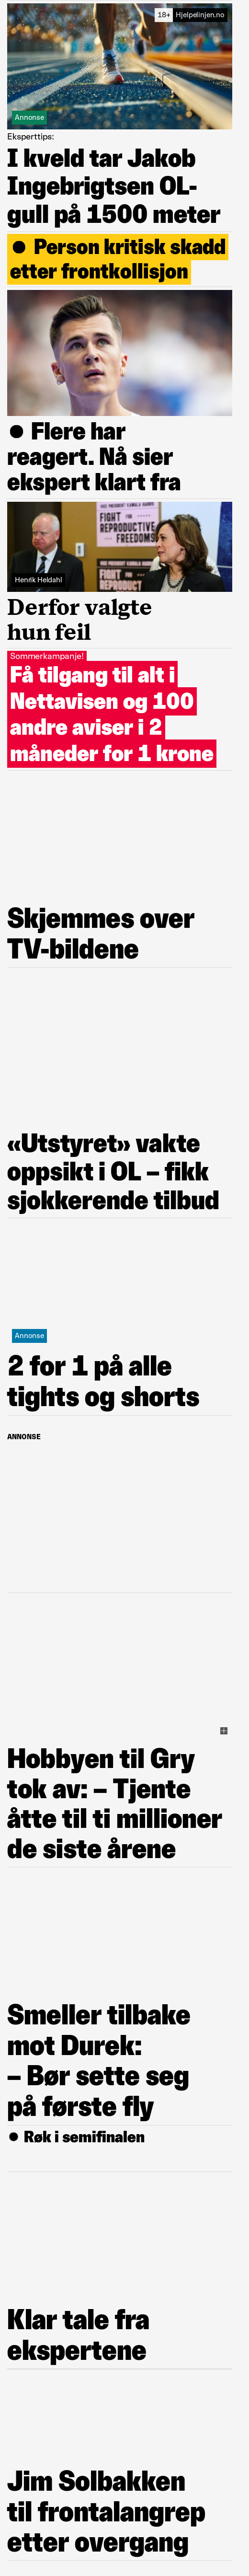 18+ Hjelpelinjen.no
Annonse
Eksperttips:
I kveld tar Jakob
Ingebrigtsen OL-
gull på 1500 meter
● Person kritisk skadd
etter frontkollisjon
● Flere har
reagert. Nå sier
ekspert klart fra
FIGHT
REPRODUCTIVE
FREEDOMS
Henrik Heldahl
Derfor valgte
hun feil
Sommerkampanje!
Få tilgang til alt i
Nettavisen og 100
andre aviser i 2
måneder for 1 krone
Skjemmes over
TV-bildene
«Utstyret» vakte
oppsikt i OL – fikk
sjokkerende tilbud
Annonse
2 for 1 på alle
tights og shorts
ANNONSE
Hobbyen til Gry
tok av: – Tjente
åtte til ti millioner
de siste årene
Smeller tilbake
mot Durek:
– Bør sette seg
på første fly
● Røk i semifinalen
Klar tale fra
ekspertene
Jim Solbakken
til frontalangrep
etter overgang